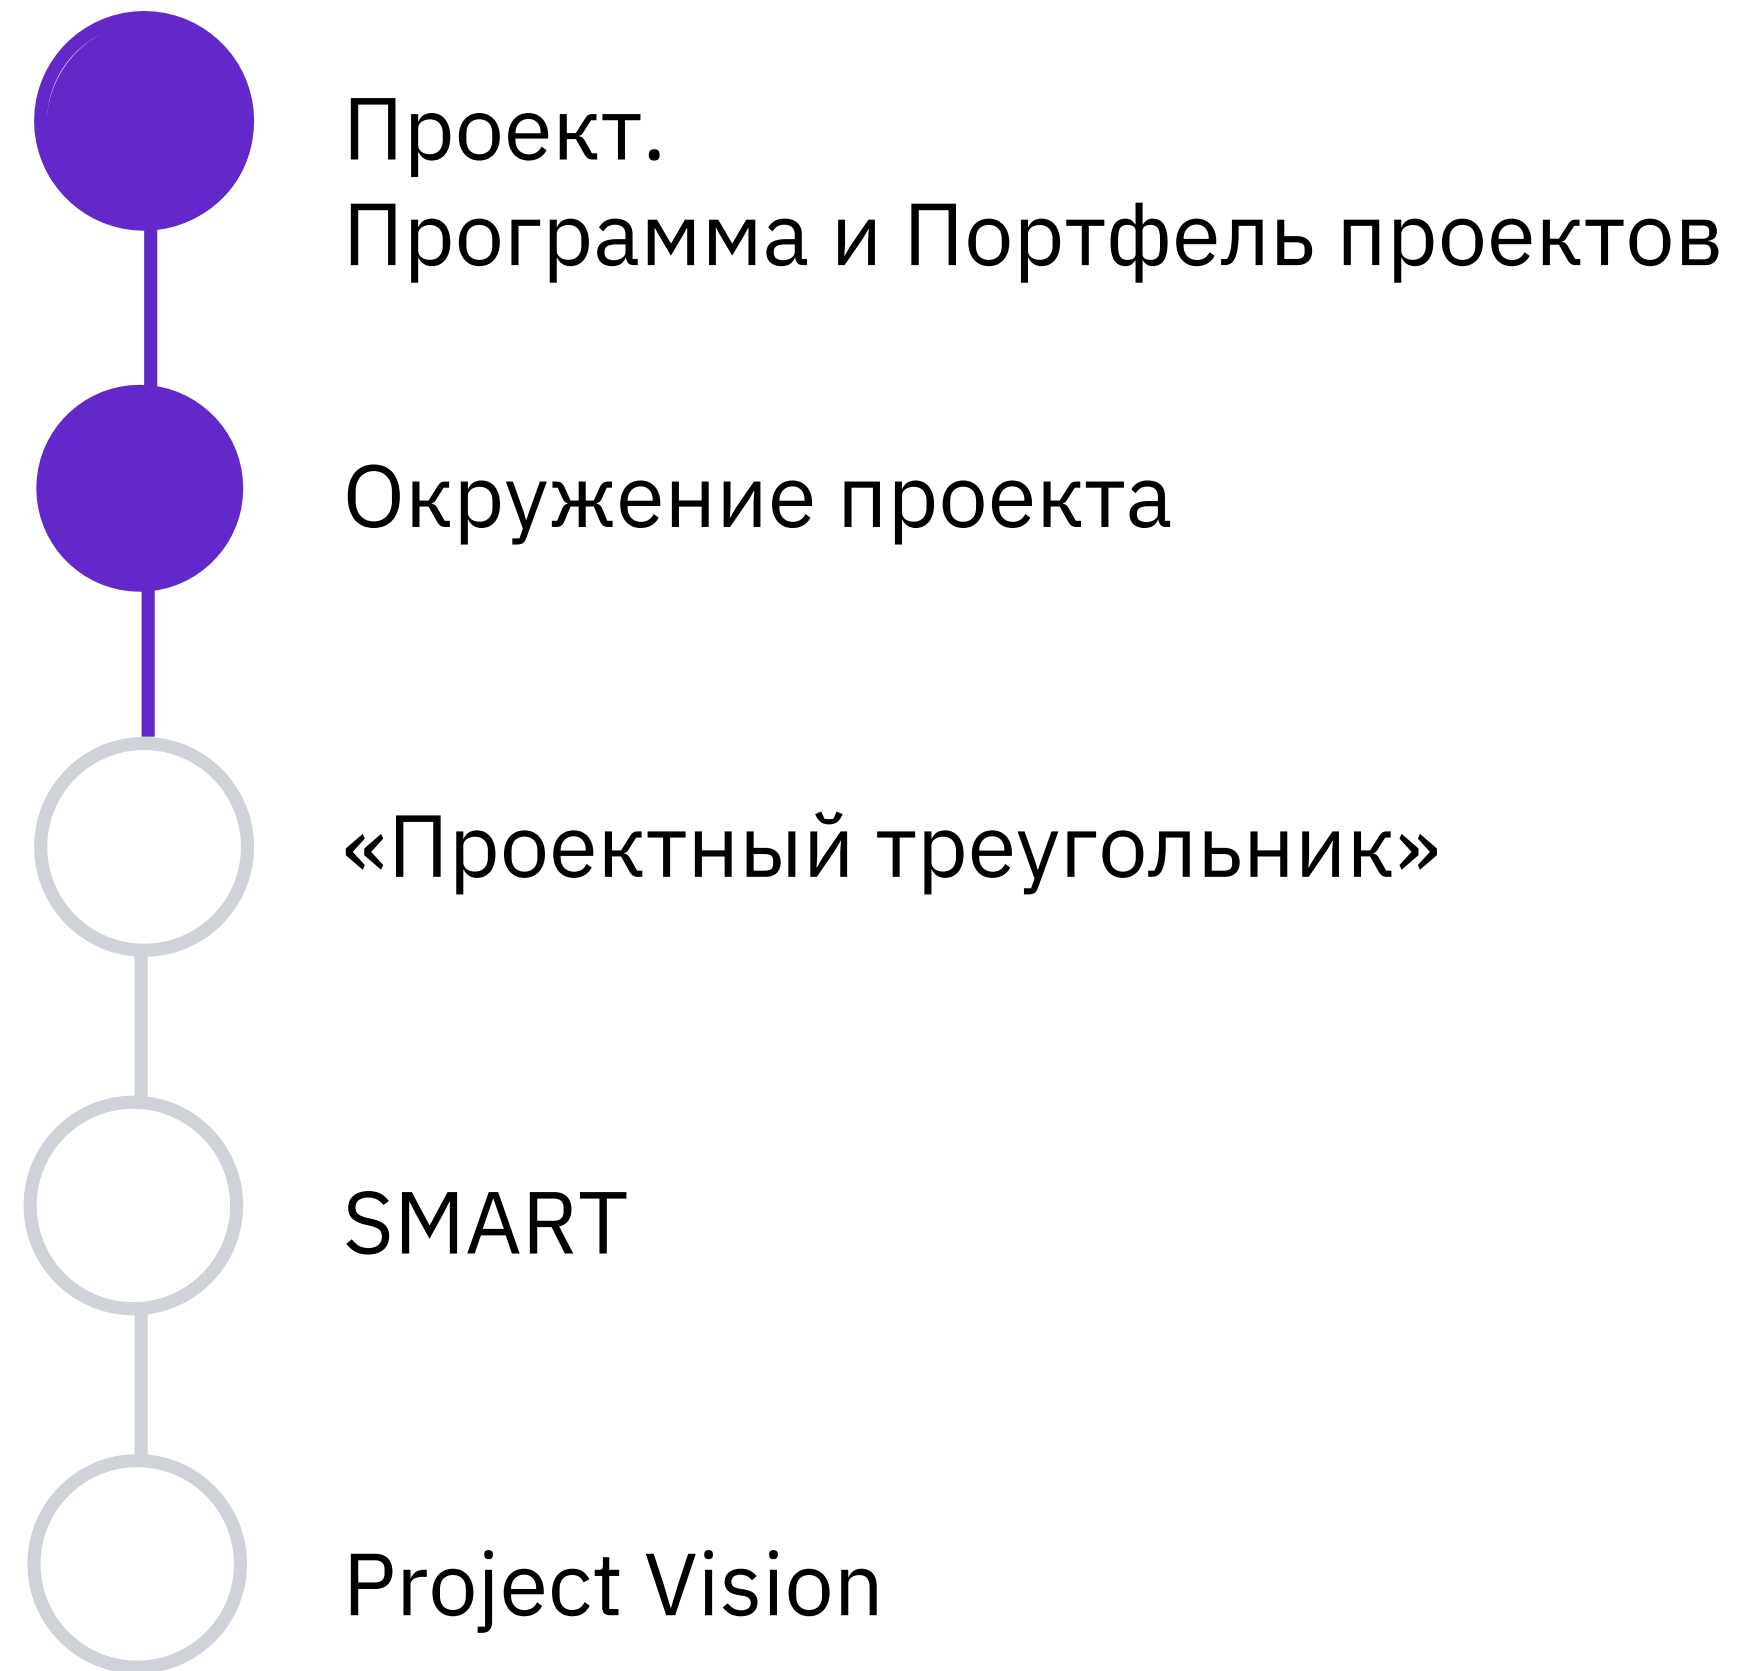 Проект.
Программа и Портфель проектов
Окружение проекта
«Проектный треугольник»
SMART
Project Vision